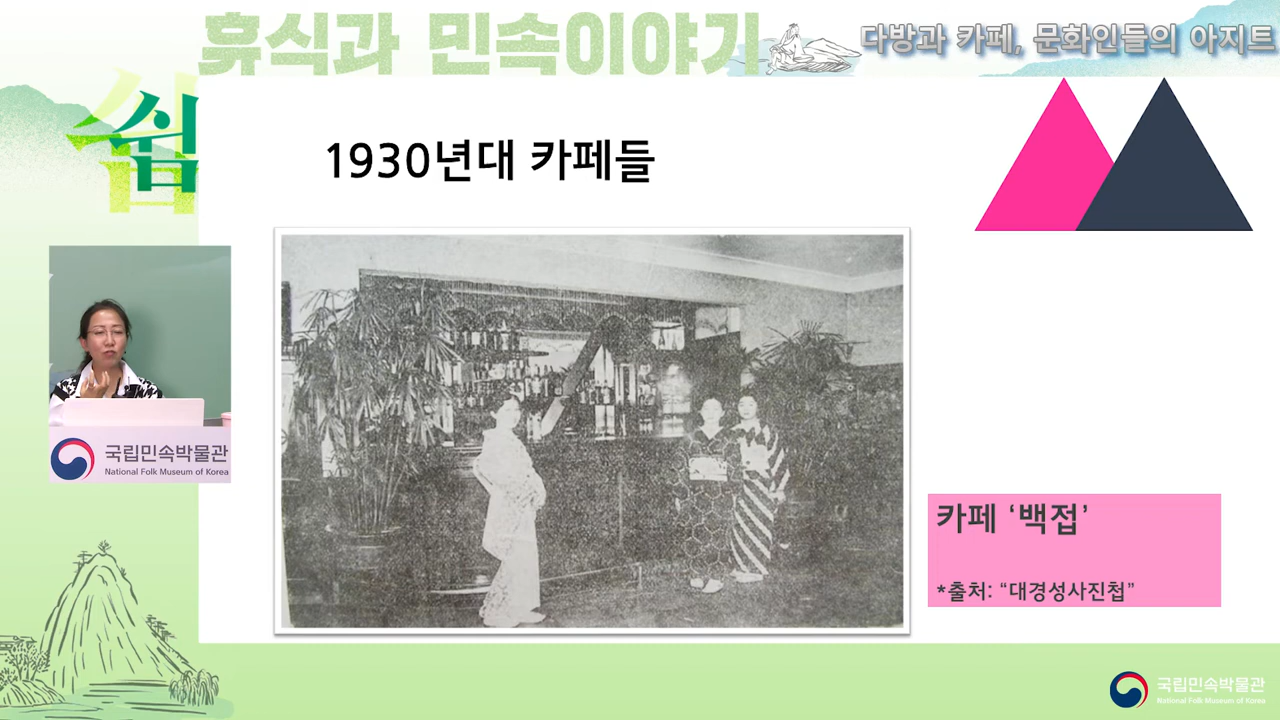 휴식과 민속이야기
다방과 카페, 문화인들의 아지트
쉼
1930년대 카페들
국립민속박물관
National Folk Museum of Korea
카페 ‘백접’
*출처: “대경성사진첩”
국립민속박물관
National Folk Museum of Korea